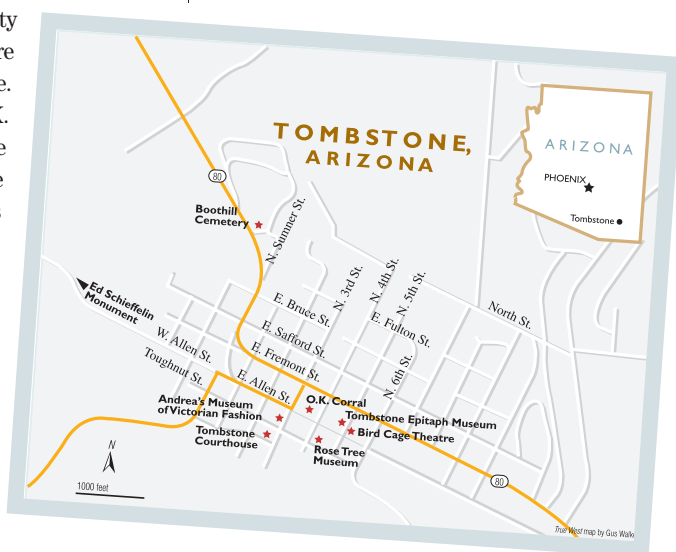 ty
re
e.
K.
e
e
s
TOMBSTONE,
ARIZONA
ARIZONA
PHOENIX
Tombstone
80
Boothill
Cemetery
N. Sumner St.
Ed Schieffelin
Monument
N. 3rd St.
N. 4th St.
N. 5th St.
North St.
E. Bruce St.
E. Fulton St.
E. Safford St.
W. Allen St.
E. Fremont St.
Toughnut St.
E. Allen St.
N. 6th St.
Andrea's Museum
of Victorian Fashion
O.K. Corral
Tombstone Epitaph Museum
Bird Cage Theatre
Tombstone
Courthouse
Rose Tree
Museum
N
1000 feet
80
True West map by Gus Walk